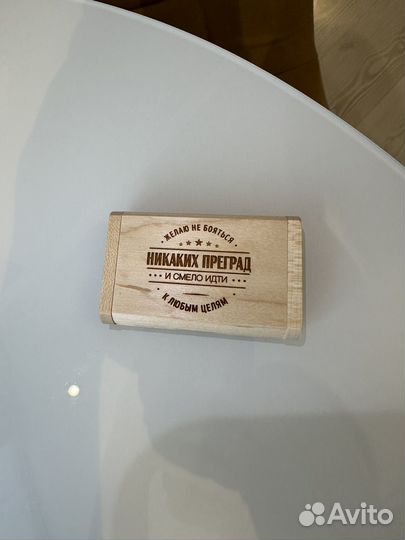 ЖЕЛАЮ НЕ БОЯТЬСЯ
НИКАКИХ ПРЕГРАД
И СМЕЛО ИДТИ
К ЛЮБЫМ ЦЕЛЯМ
Avito